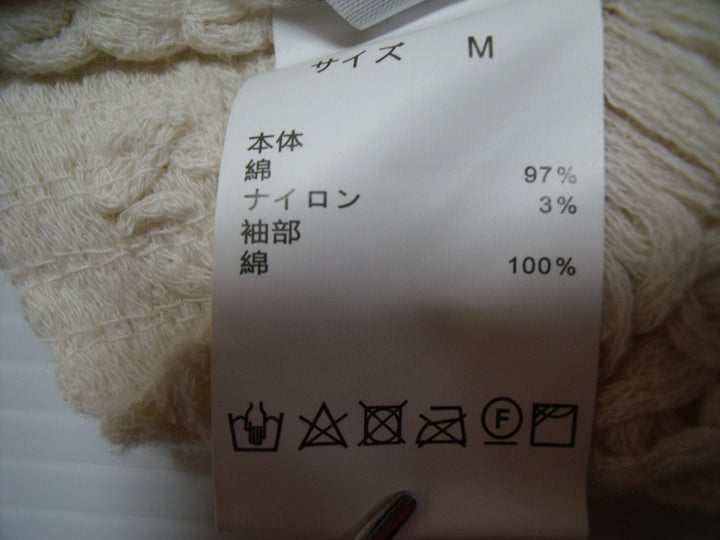 サイズ M
本体
綿 97%
ナイロン 3%
袖部
綿 100%
F